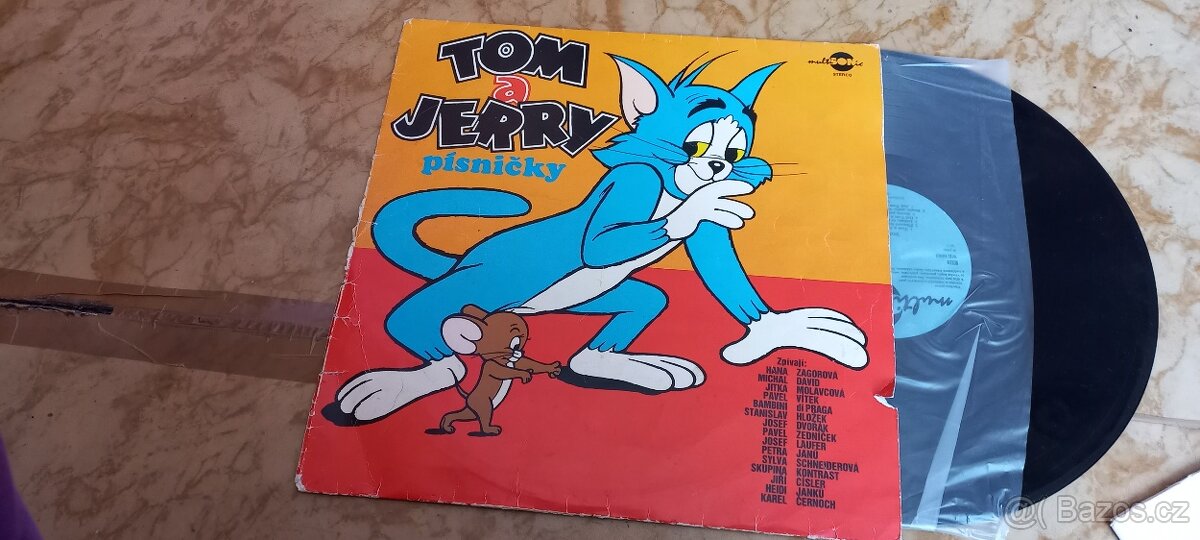 TOM
a
JERRY
písničky
multiSONic
STEREO
Zpívají:
HANA ZAGOROVÁ
MICHAL DAVID
JITKA MOLAVCOVÁ
PAVEL VÍTEK
BAMBINI di PRAGA
STANISLAV HLOŽEK
JOSEF DVOŘÁK
PAVEL ZEDNÍČEK
JOSEF LAUFER
PETRA JANŮ
SYLVA SCHNEIDEROVÁ
SKUPINA KONTRAST
JIŘÍ CÍSLER
HEIDI JANKŮ
KAREL ČERNOCH
Bazos.cz